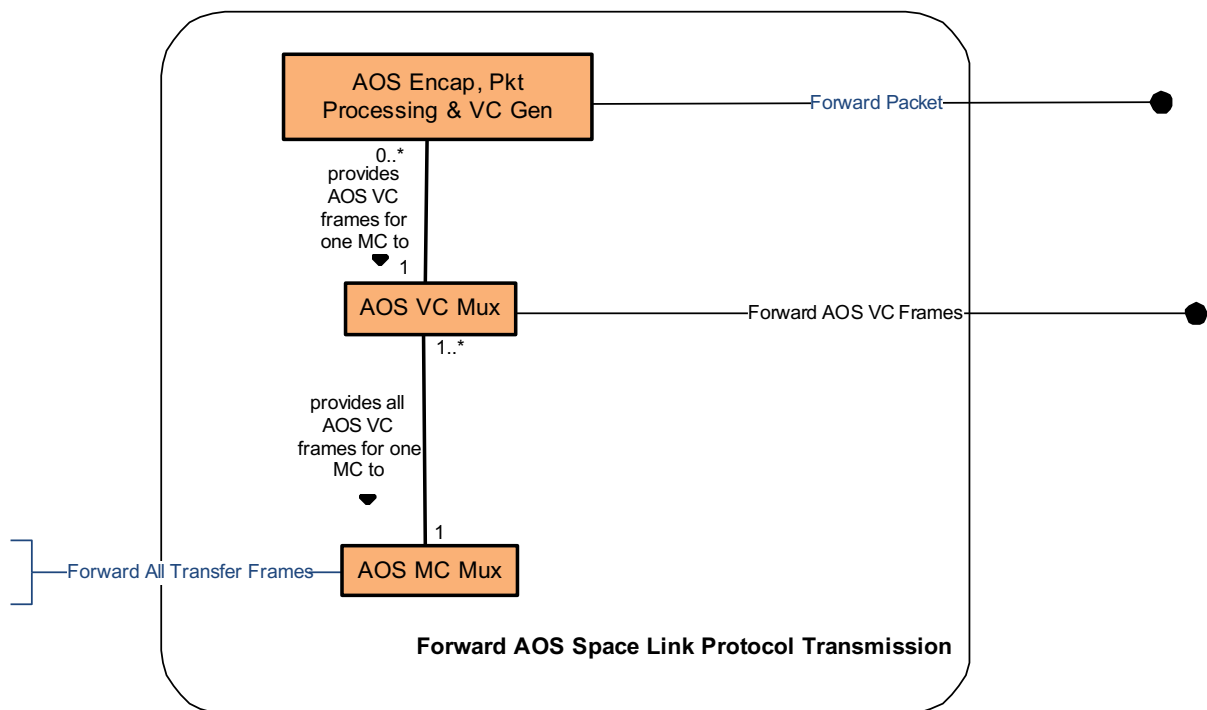 AOS Encap, Pkt
Processing & VC Gen
Forward Packet
0..*
provides
AOS VC
frames for
one MC to
1
AOS VC Mux
Forward AOS VC Frames
1..*
provides all
AOS VC
frames for one
MC to
1
Forward All Transfer Frames
AOS MC Mux
Forward AOS Space Link Protocol Transmission